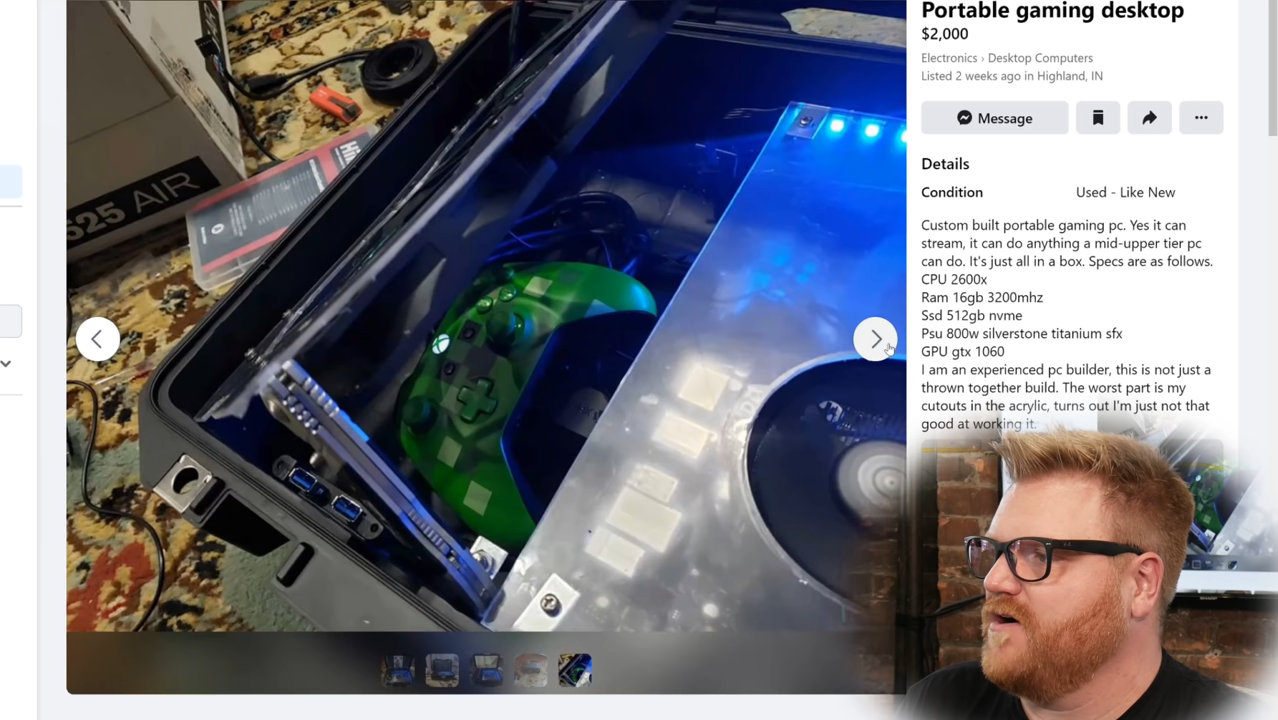 Portable gaming desktop
$2,000
Electronics › Desktop Computers
Listed 2 weeks ago in Highland, IN
Message
Details
Condition Used - Like New
Custom built portable gaming pc. Yes it can
stream, it can do anything a mid-upper tier pc
can do. It's just all in a box. Specs are as follows.
CPU 2600x
Ram 16gb 3200mhz
Ssd 512gb nvme
Psu 800w silverstone titanium sfx
GPU gtx 1060
I am an experienced pc builder, this is not just a
thrown together build. The worst part is my
cutouts in the acrylic, turns out I'm just not that
good at working it.
625 AIR